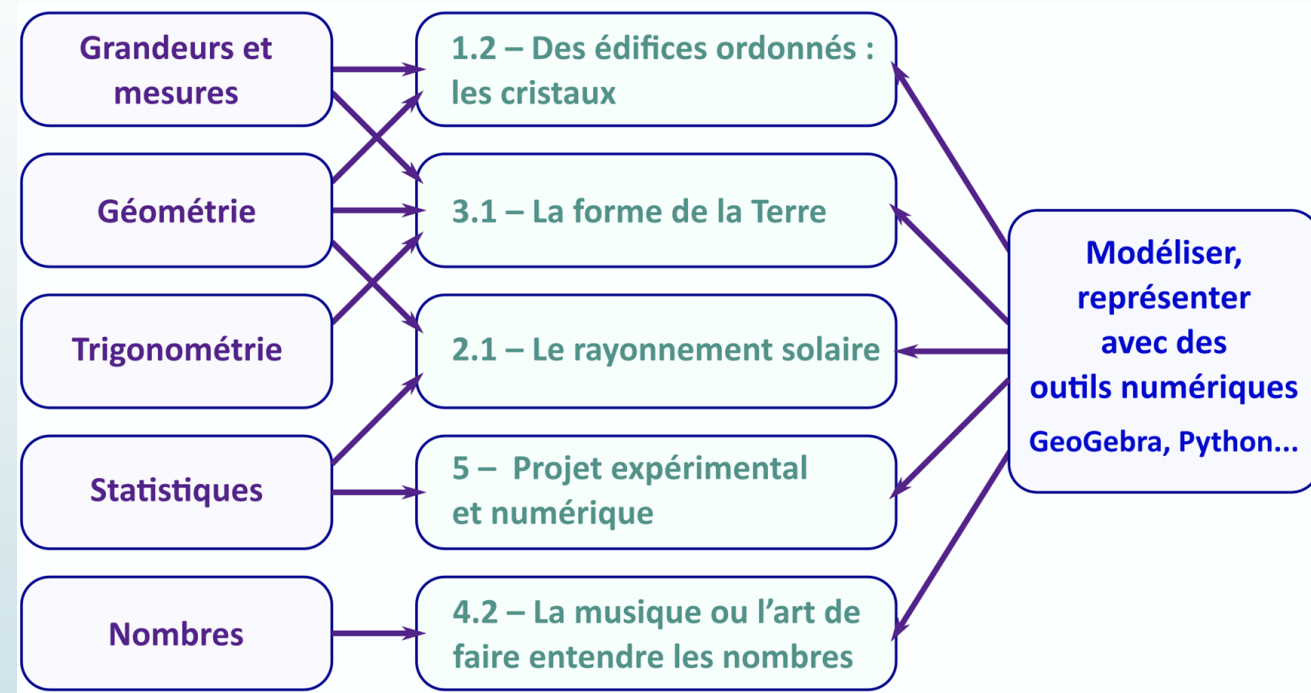 Grandeurs et
mesures
1.2 – Des édifices ordonnés :
les cristaux
Géométrie
3.1 – La forme de la Terre
Trigonométrie
2.1 – Le rayonnement solaire
Statistiques
5 – Projet expérimental
et numérique
Nombres
4.2 – La musique ou l’art de
faire entendre les nombres
Modéliser,
représenter
avec des
outils numériques
GeoGebra, Python...